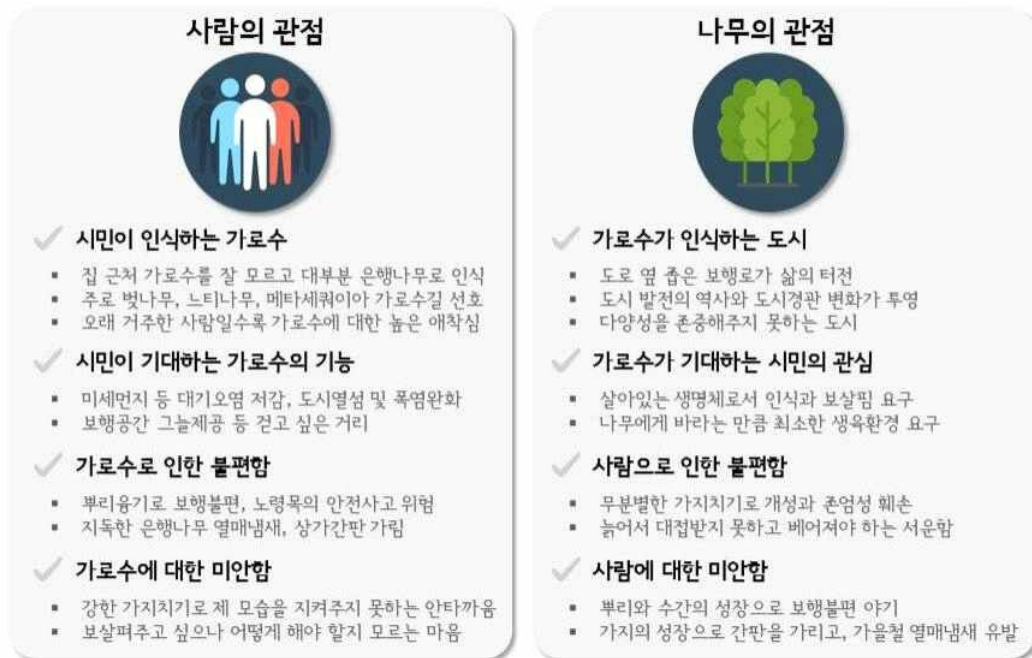 사람의 관점
시민이 인식하는 가로수
집 근처 가로수를 잘 모르고 대부분 은행나무로 인식
주로 벚나무, 느티나무, 메타세쿼이아 가로수길 선호
오래 거주한 사람일수록 가로수에 대한 높은 애착심
시민이 기대하는 가로수의 기능
미세먼지 등 대기오염 저감, 도시열섬 및 폭염완화
보행공간 그늘제공 등 걷고 싶은 거리
가로수로 인한 불편함
뿌리융기로 보행불편, 노령목의 안전사고 위험
지독한 은행나무 열매냄새, 상가간판 가림
가로수에 대한 미안함
강한 가지치기로 제 모습을 지켜주지 못하는 안타까움
보살펴주고 싶으나 어떻게 해야 할지 모르는 마음
나무의 관점
가로수가 인식하는 도시
도로 옆 좁은 보행로가 삶의 터전
도시 발전의 역사와 도시경관 변화가 투영
다양성을 존중해주지 못하는 도시
가로수가 기대하는 시민의 관심
살아있는 생명체로서 인식과 보살핌 요구
나무에게 바라는 만큼 최소한 생육환경 요구
사람으로 인한 불편함
무분별한 가지치기로 개성과 존엄성 훼손
늙어서 대접받지 못하고 베어져야 하는 서운함
사람에 대한 미안함
뿌리와 수간의 성장으로 보행불편 야기
가지의 성장으로 간판을 가리고, 가을철 열매냄새 유발